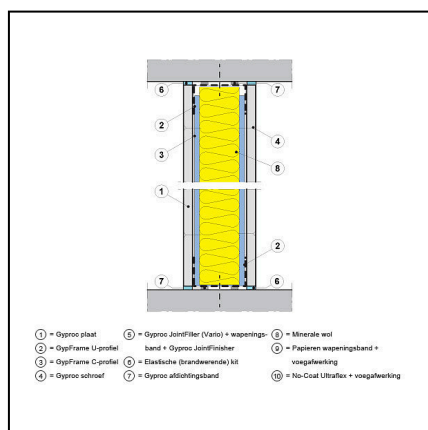 6 7
2
4
3
8
1
2
7 6
1 = Gyproc plaat
2 = GypFrame U-profiel
3 = GypFrame C-profiel
4 = Gyproc schroef
5 = Gyproc JointFiller (Vario) + wapenings-
band + Gyproc JointFinisher
6 = Elastische (brandwerende) kit
7 = Gyproc afdichtingsband
8 = Minerale wol
9 = Papieren wapeningsband +
voegafwerking
10 = No-Coat Ultraflex + voegafwerking